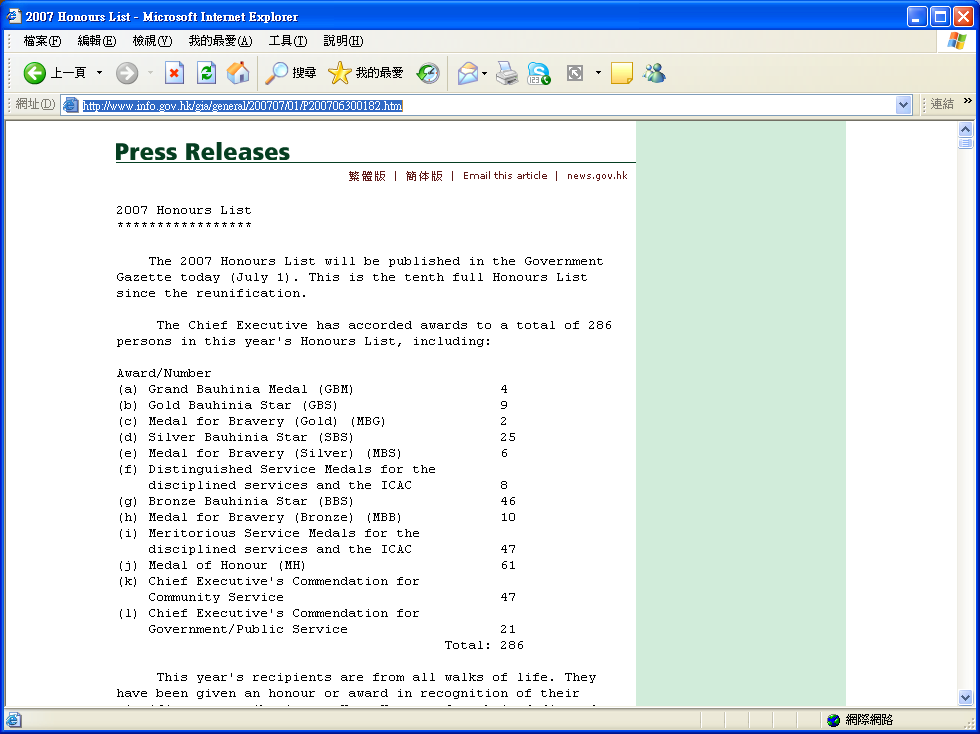 2007 Honours List - Microsoft Internet Explorer
檔案(F) 編輯(E) 檢視(V) 我的最愛(A) 工具(T) 說明(H)
上一頁 搜尋 我的最愛
網址(D) http://www.info.gov.hk/gia/general/200707/01/P200706300182.htm 連結 »
Press Releases
繁體版 | 簡体版 | Email this article | news.gov.hk
2007 Honours List
*****************
The 2007 Honours List will be published in the Government
Gazette today (July 1). This is the tenth full Honours List
since the reunification.
The Chief Executive has accorded awards to a total of 286
persons in this year's Honours List, including:
Award/Number
(a) Grand Bauhinia Medal (GBM) 4
(b) Gold Bauhinia Star (GBS) 9
(c) Medal for Bravery (Gold) (MBG) 2
(d) Silver Bauhinia Star (SBS) 25
(e) Medal for Bravery (Silver) (MBS) 6
(f) Distinguished Service Medals for the
disciplined services and the ICAC 8
(g) Bronze Bauhinia Star (BBS) 46
(h) Medal for Bravery (Bronze) (MBB) 10
(i) Meritorious Service Medals for the
disciplined services and the ICAC 47
(j) Medal of Honour (MH) 61
(k) Chief Executive's Commendation for
Community Service 47
(l) Chief Executive's Commendation for
Government/Public Service 21
Total: 286
This year's recipients are from all walks of life. They
have been given an honour or award in recognition of their
網際網路